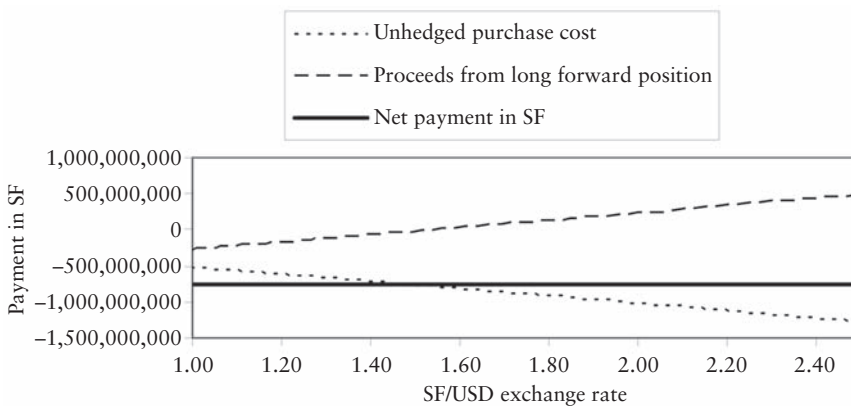 Unhedged purchase cost
Proceeds from long forward position
Net payment in SF
Payment in SF
1,000,000,000
500,000,000
0
−500,000,000
−1,000,000,000
−1,500,000,000
1.00 1.20 1.40 1.60 1.80 2.00 2.20 2.40
SF/USD exchange rate